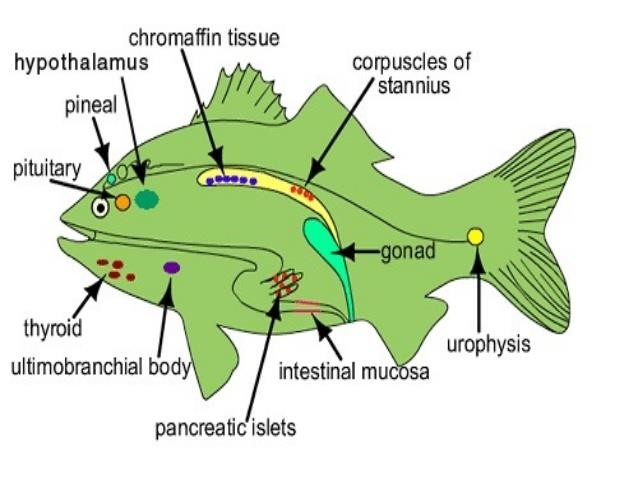 chromaffin tissue
hypothalamus
corpuscles of
stannius
pineal
pituitary
gonad
thyroid
urophysis
ultimobranchial body
intestinal mucosa
pancreatic islets